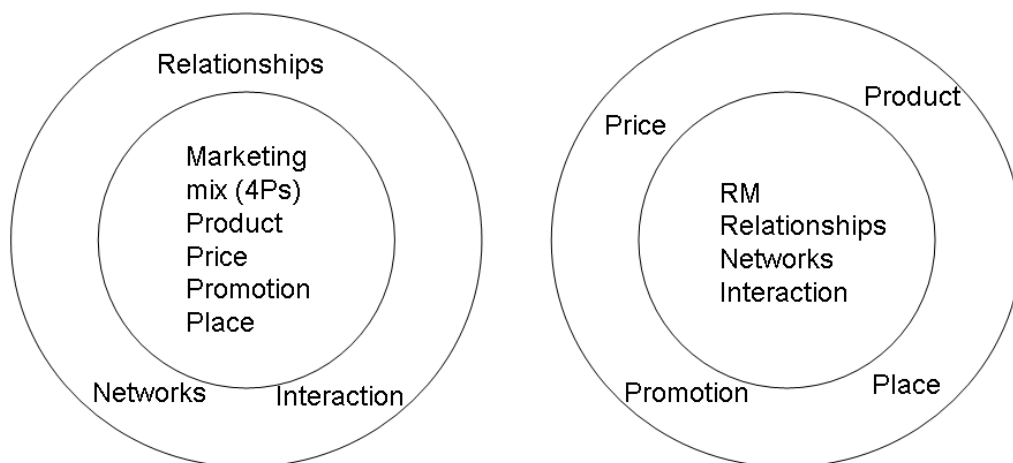 Relationships
Marketing
mix (4Ps)
Product
Price
Promotion
Place
Networks
Interaction
Product
Price
RM
Relationships
Networks
Interaction
Promotion
Place